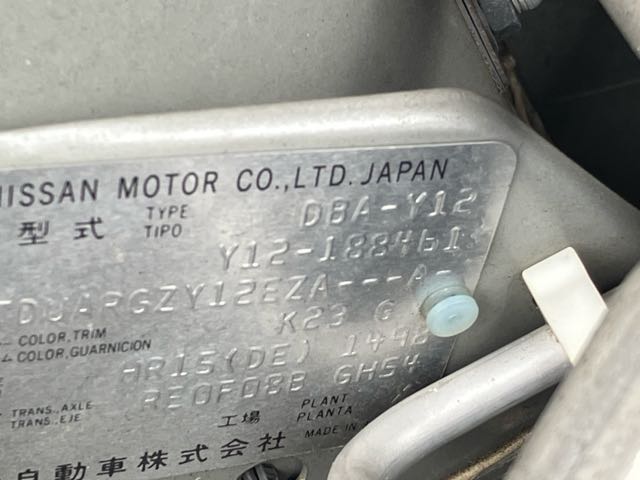 NISSAN MOTOR CO.,LTD. JAPAN
型式 TYPE TIPO DBA-Y12
Y12-188461
TDUARGZY12EZA---A-
COLOR,TRIM COLOR,GUARNICION K23 G
HR15(DE) 149
TRANS.,AXLE TRANS.,EJE RE0F08B GH54
工場 PLANT PLANTA
自動車株式会社 MADE IN